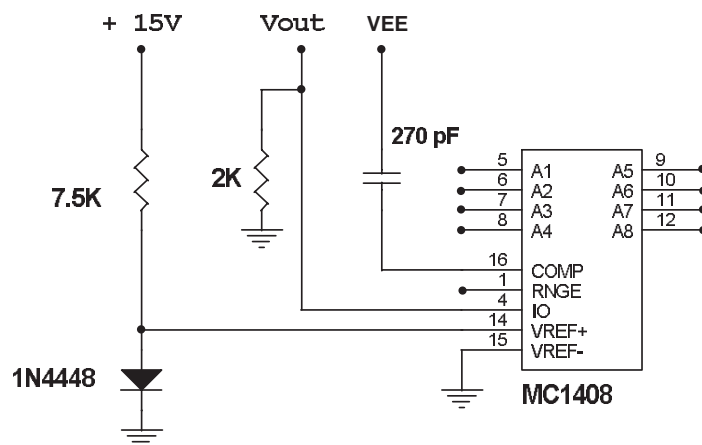 + 15V
Vout
VEE
270 pF
7.5K
2K
5 A1 A5 9
6 A2 A6 10
7 A3 A7 11
8 A4 A8 12
16 COMP
1 RNGE
4 IO
14 VREF+
15 VREF-
1N4448
MC1408